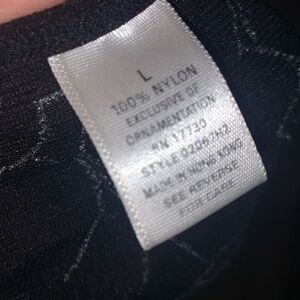 L
100% NYLON
EXCLUSIVE OF
ORNAMENTATION
RN 17730
STYLE 02067H2
MADE IN HONG KONG
SEE REVERSE
FOR CARE